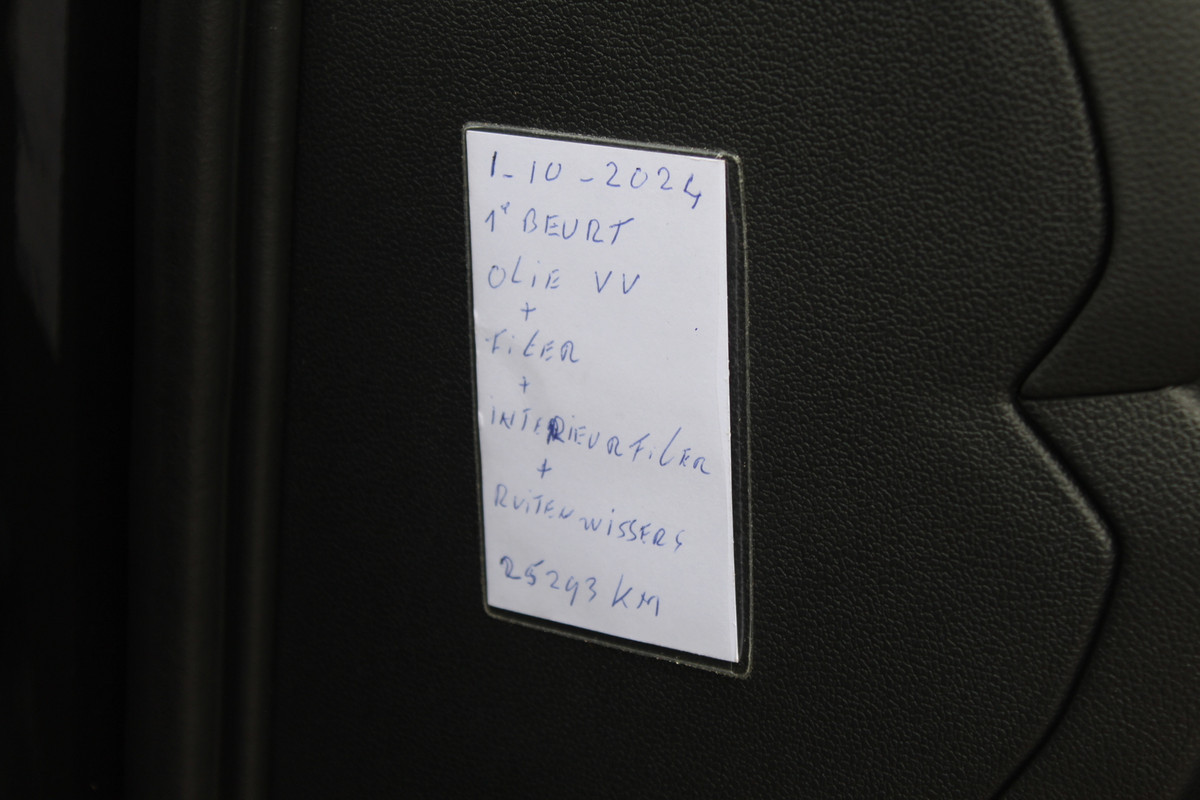 1-10-2024
1e BEURT
OLiE VV
+
FiLER
+
iNTERiEURFiLER
+
RUiTENWiSSERS
25293 KM